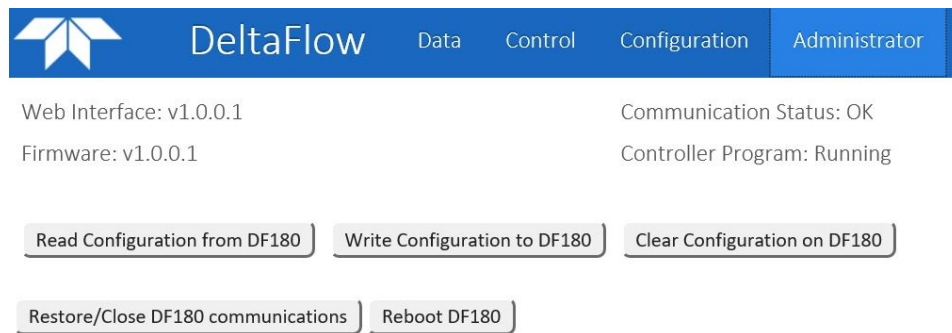 DeltaFlow Data Control Configuration Administrator
Web Interface: v1.0.0.1 Communication Status: OK
Firmware: v1.0.0.1 Controller Program: Running
Read Configuration from DF180 Write Configuration to DF180 Clear Configuration on DF180
Restore/Close DF180 communications Reboot DF180